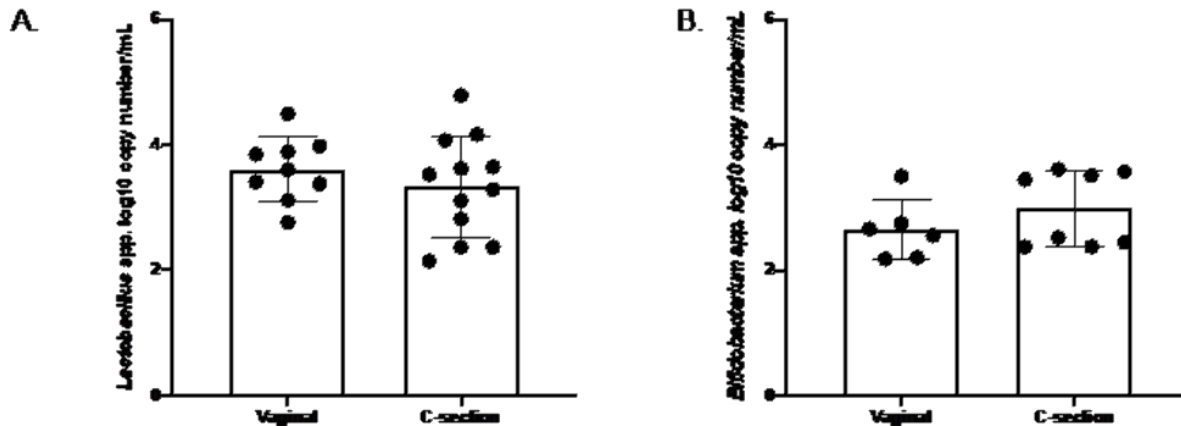 A.
Lactobacillus spp. log10 copy number/mL
6
4
2
0
Vaginal
C-section
B.
Bifidobacterium spp. log10 copy number/mL
6
4
2
0
Vaginal
C-section